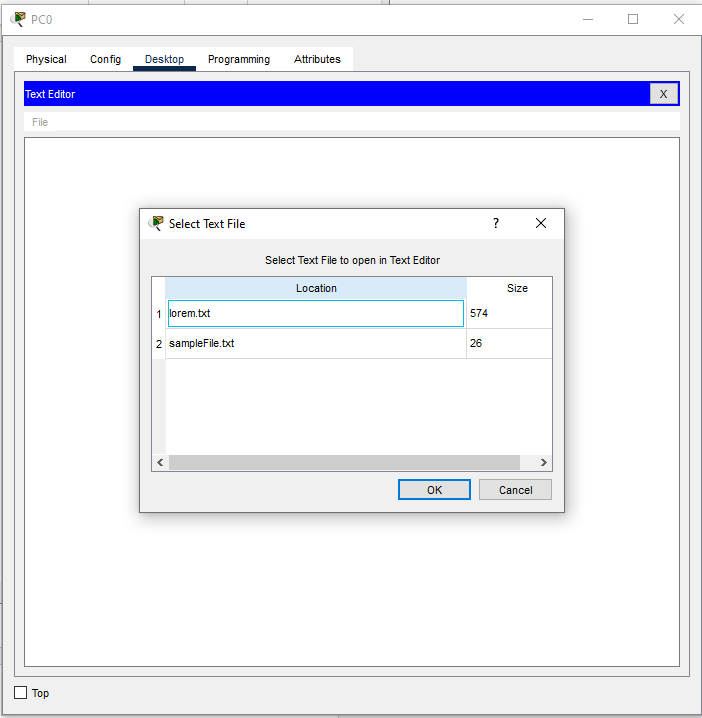 PC0
Physical Config Desktop Programming Attributes
Text Editor X
File
Select Text File ?
Select Text File to open in Text Editor
Location Size
1 lorem.txt 574
2 sampleFile.txt 26
OK Cancel
Top